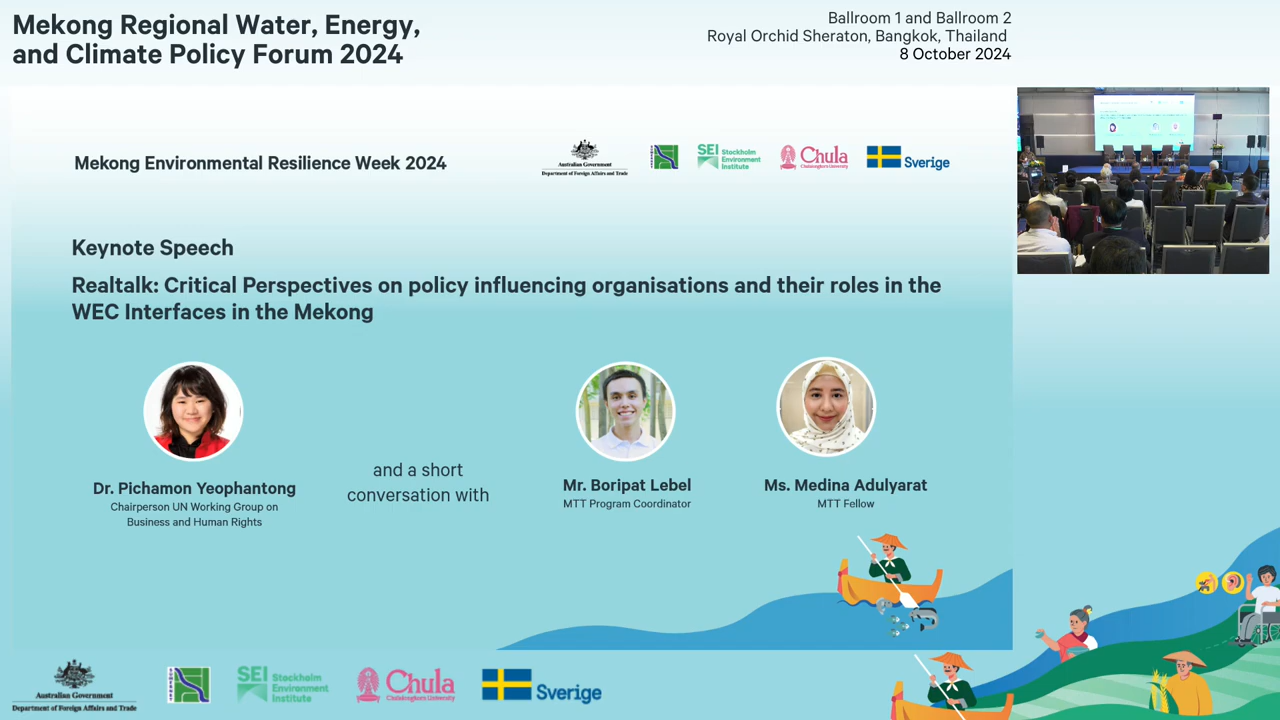 Mekong Regional Water, Energy,
and Climate Policy Forum 2024
Ballroom 1 and Ballroom 2
Royal Orchid Sheraton, Bangkok, Thailand
8 October 2024
Mekong Environmental Resilience Week 2024
Australian Government
Department of Foreign Affairs and Trade
SEI Stockholm
Environment
Institute
Chula
Chulalongkorn University
Sverige
Keynote Speech
Realtalk: Critical Perspectives on policy influencing organisations and their roles in the
WEC Interfaces in the Mekong
and a short
conversation with
Dr. Pichamon Yeophantong
Chairperson UN Working Group on
Business and Human Rights
Mr. Boripat Lebel
MTT Program Coordinator
Ms. Medina Adulyarat
MTT Fellow
Australian Government
Department of Foreign Affairs and Trade
SEI Stockholm
Environment
Institute
Chula
Chulalongkorn University
Sverige